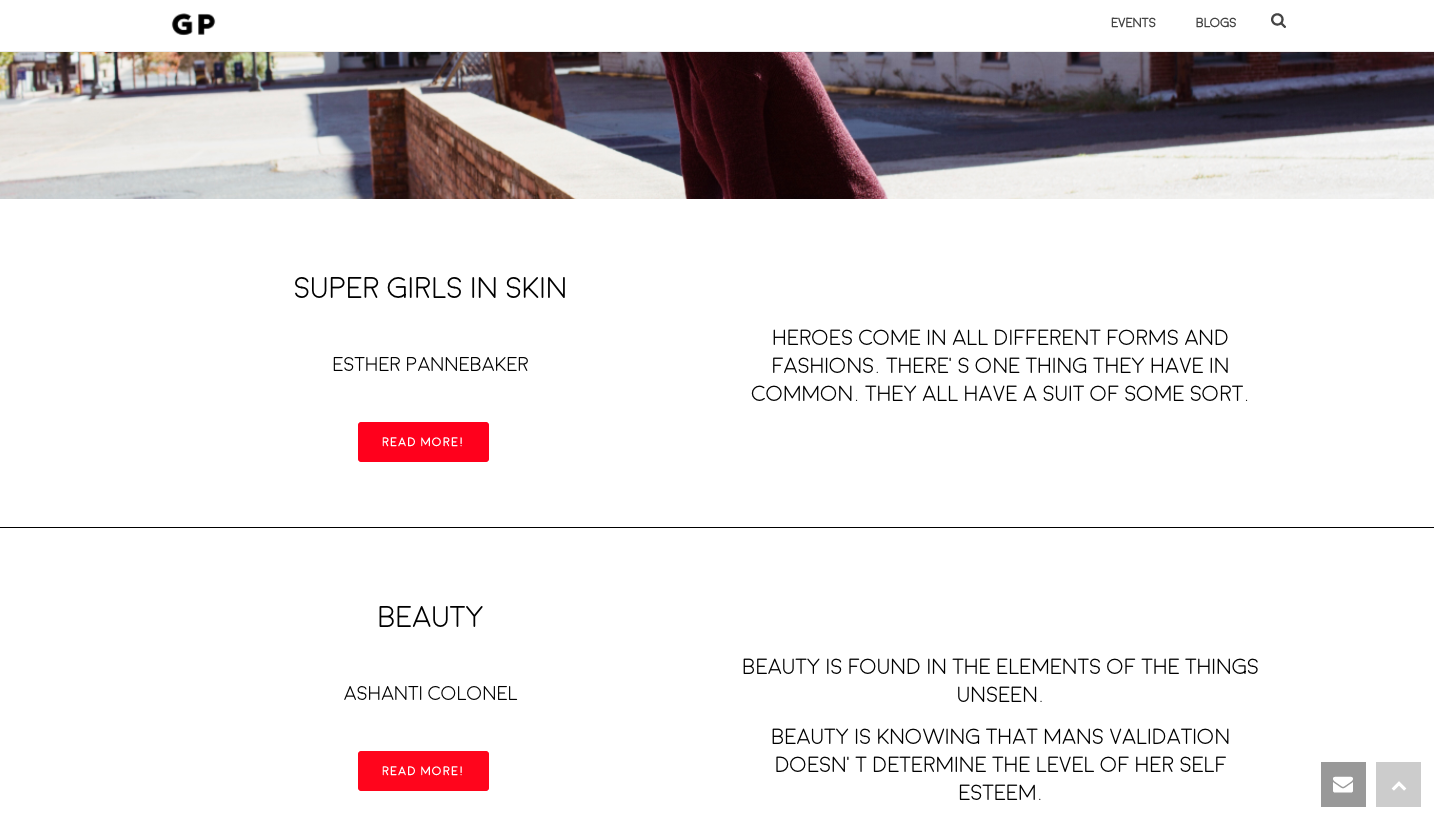 GP
EVENTS
BLOGS
SUPER GIRLS IN SKIN
ESTHER PANNEBAKER
READ MORE!
HEROES COME IN ALL DIFFERENT FORMS AND
FASHIONS. THERE' S ONE THING THEY HAVE IN
COMMON. THEY ALL HAVE A SUIT OF SOME SORT.
BEAUTY
ASHANTI COLONEL
READ MORE!
BEAUTY IS FOUND IN THE ELEMENTS OF THE THINGS
UNSEEN.
BEAUTY IS KNOWING THAT MANS VALIDATION
DOESN' T DETERMINE THE LEVEL OF HER SELF
ESTEEM.